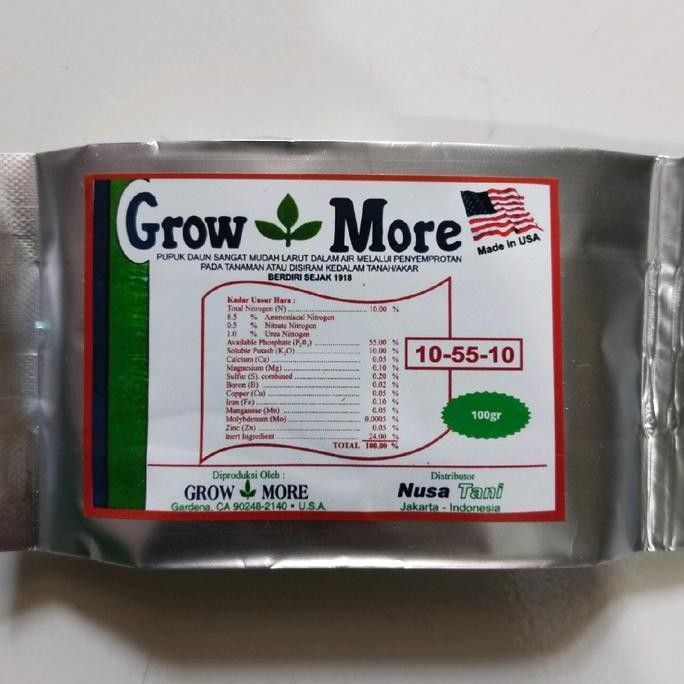 Grow More
Made in USA
PUPUK DAUN SANGAT MUDAH LARUT DALAM AIR MELALUI PENYEMPROTAN
PADA TANAMAN ATAU DISIRAM KEDALAM TANAH/AKAR
BERDIRI SEJAK 1918
Kadar Unsur Hara :
Total Nitrogen (N) 10.00 %
8.5 % Ammoniacal Nitrogen
0.5 % Nitrate Nitrogen
1.0 % Urea Nitrogen
Available Phosphate (P₂0₅) 55.00 %
Soluble Potash (K₂O) 10.00 %
Calcium (Ca) 0.05 %
Magnesium (Mg) 0.10 %
Sulfur (S). combined 0.20 %
Boron (B) 0.02 %
Copper (Cu) 0.05 %
Iron (Fe) 0.10 %
Manganese (Mn) 0.05 %
Molybdenum (Mo) 0.0005 %
Zinc (Zn) 0.05 %
Inert Ingredient 24.00 %
TOTAL 100.00 %
10-55-10
100gr
Diproduksi Oleh :
GROW MORE
Gardena, CA 90248-2140 • U.S.A.
Distributor
Nusa Tani
Jakarta - Indonesia